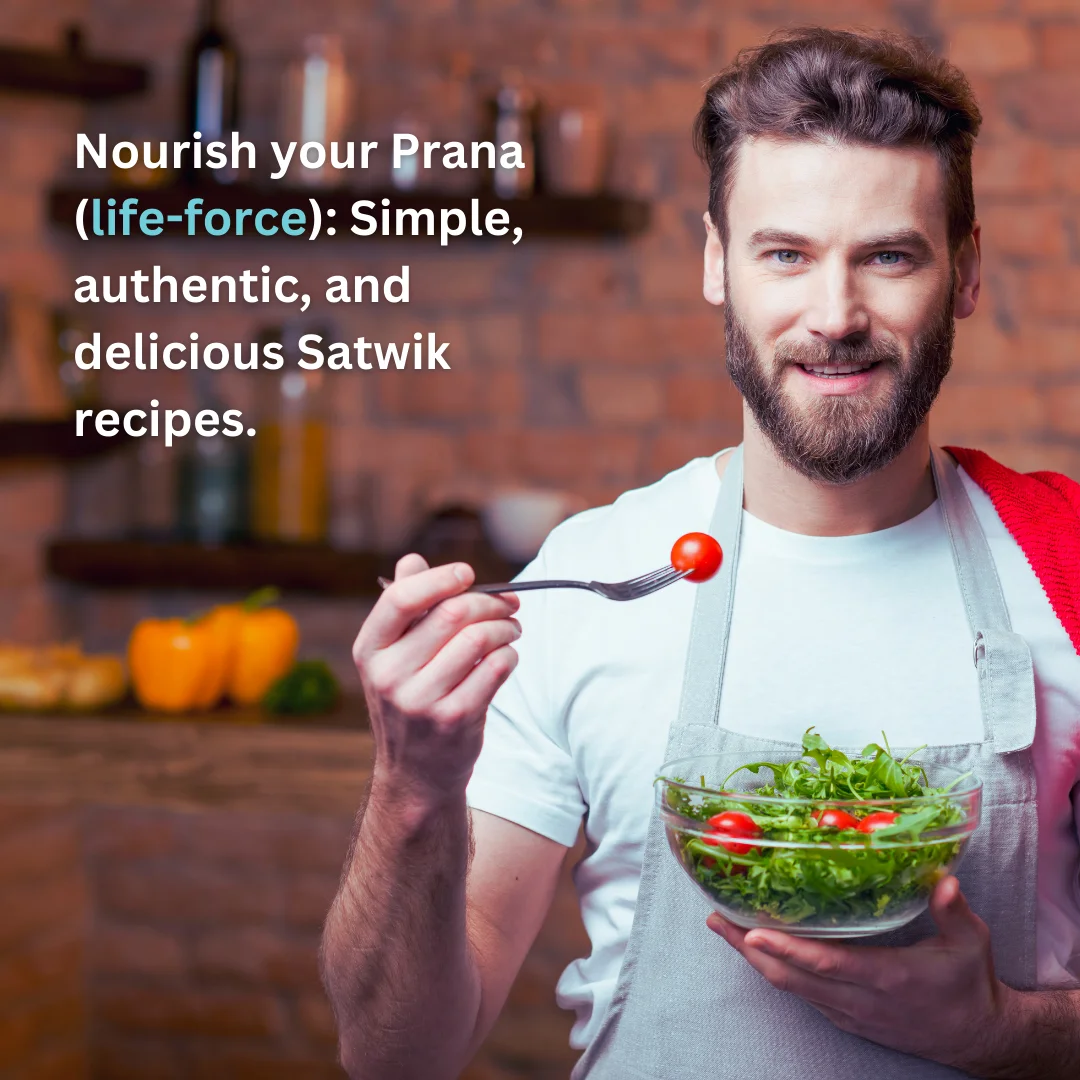 Nourish your Prana
(life-force): Simple,
authentic, and
delicious Satwik
recipes.